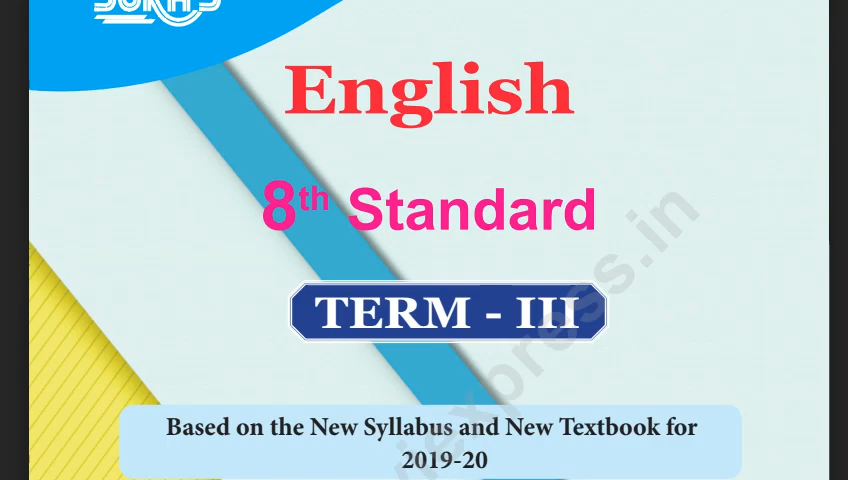 English
8th Standard
TERM - III
Based on the New Syllabus and New Textbook for
2019-20